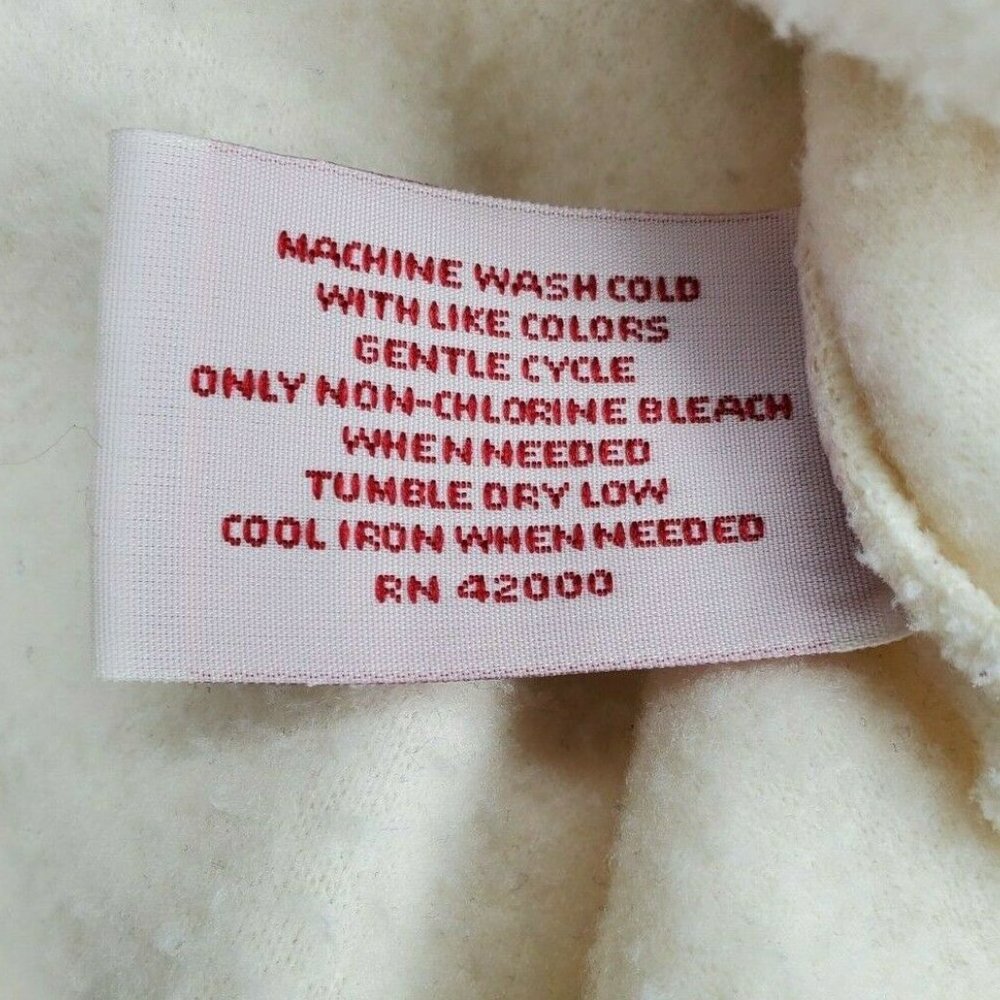 MACHINE WASH COLD
WITH LIKE COLORS
GENTLE CYCLE
ONLY NON-CHLORINE BLEACH
WHEN NEEDED
TUMBLE DRY LOW
COOL IRON WHEN NEEDED
RN 42000